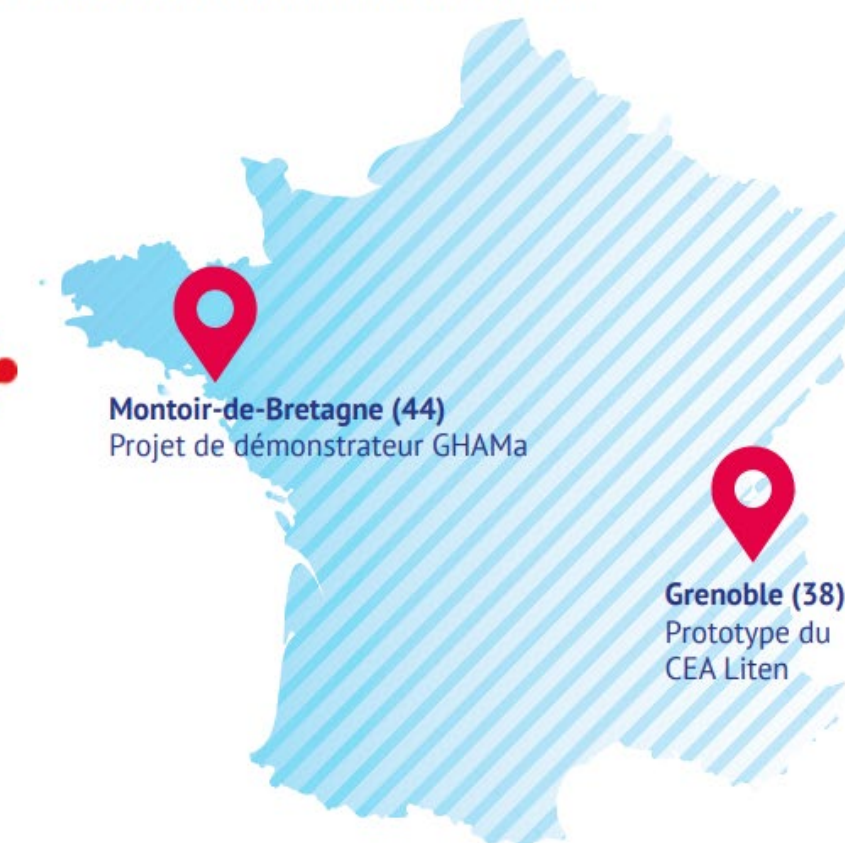 Montoir-de-Bretagne (44)
Projet de démonstrateur GHAMa
Grenoble (38)
Prototype du
CEA Liten